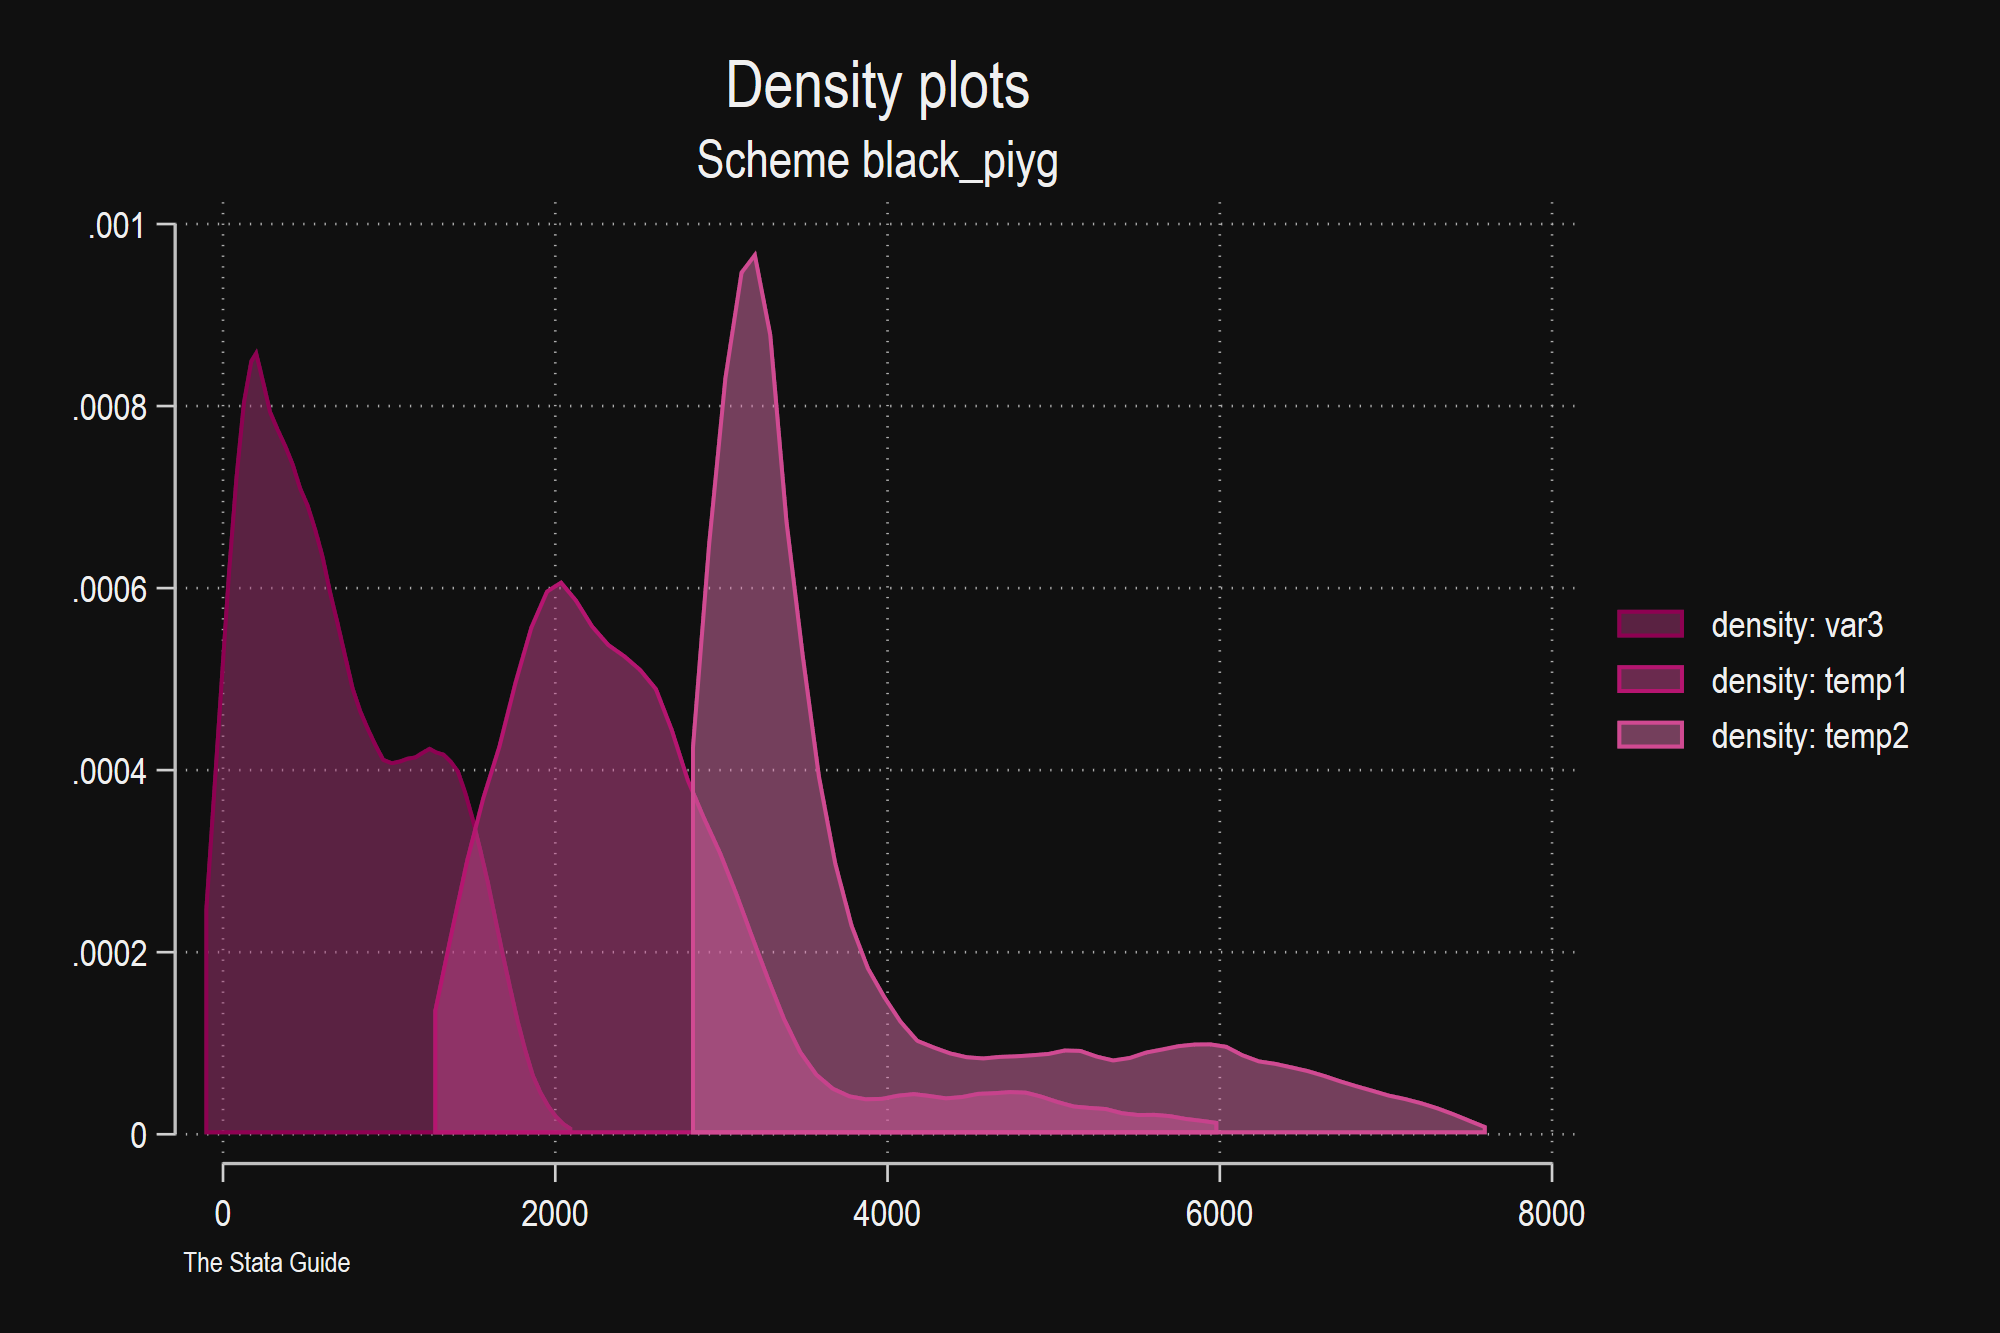 Density plots
Scheme black_piyg
.001
.0008
.0006
.0004
.0002
0
0 2000 4000 6000 8000
density: var3
density: temp1
density: temp2
The Stata Guide